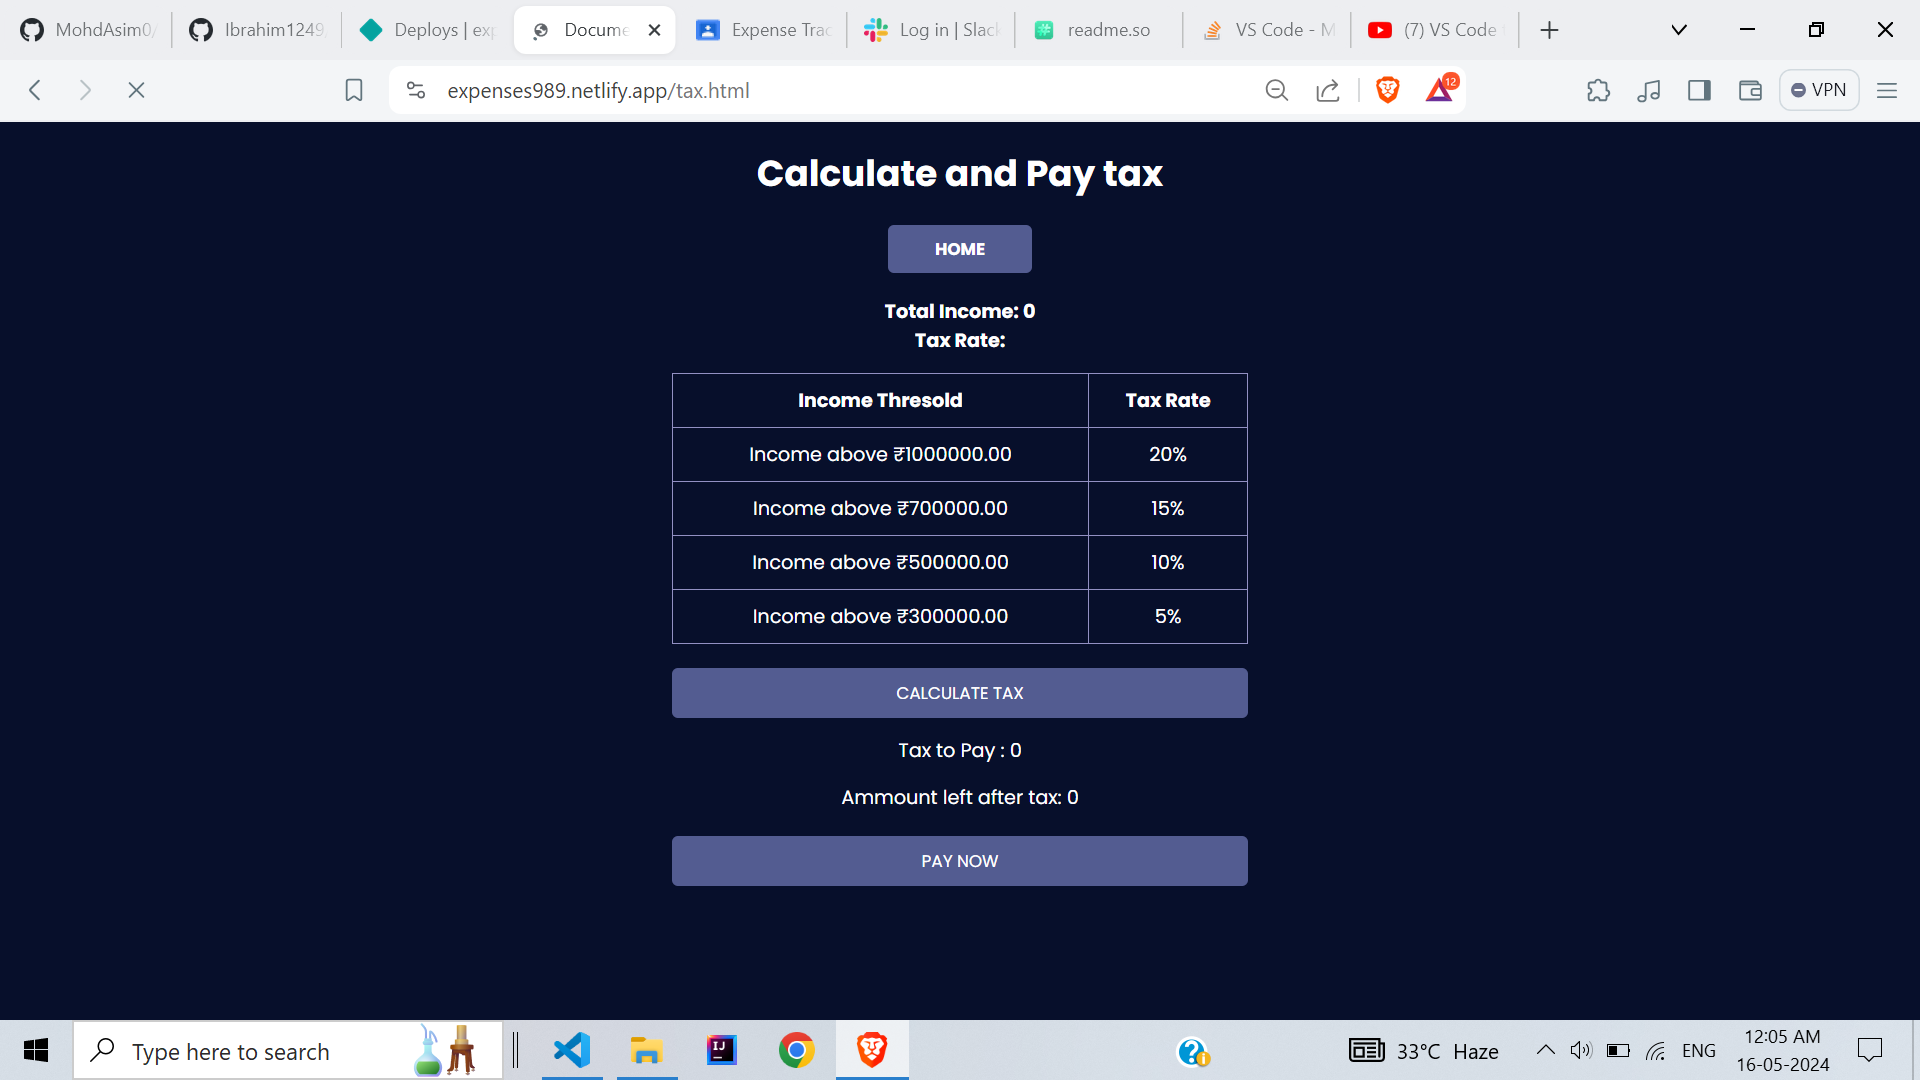 MohdAsim0/
Ibrahim1249
Deploys | exp
Docume
Expense Trac
Log in | Slack
readme.so
VS Code - M
(7) VS Code t
expenses989.netlify.app/tax.html
12
VPN
Calculate and Pay tax
HOME
Total Income: 0
Tax Rate:
Income Thresold Tax Rate
Income above ₹1000000.00 20%
Income above ₹700000.00 15%
Income above ₹500000.00 10%
Income above ₹300000.00 5%
CALCULATE TAX
Tax to Pay : 0
Ammount left after tax: 0
PAY NOW
Type here to search
IJ
33°C Haze
ENG
12:05 AM
16-05-2024